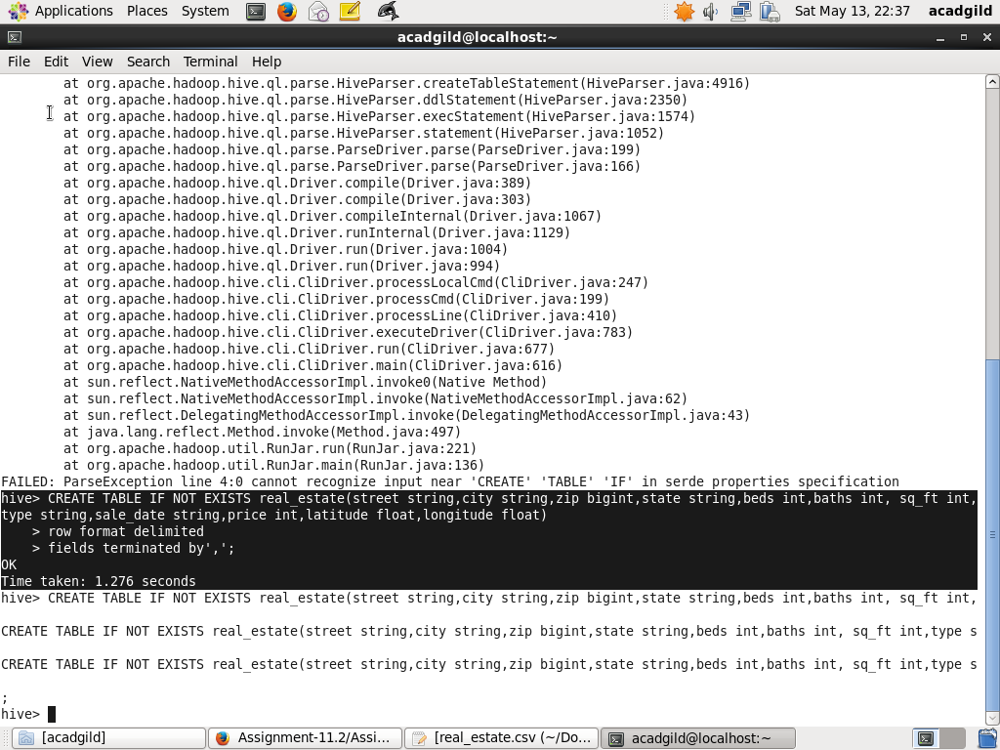 Applications Places System Sat May 13, 22:37 acadgild
acadgild@localhost:~
File Edit View Search Terminal Help
at org.apache.hadoop.hive.ql.parse.HiveParser.createTableStatement(HiveParser.java:4916)
at org.apache.hadoop.hive.ql.parse.HiveParser.ddlStatement(HiveParser.java:2350)
at org.apache.hadoop.hive.ql.parse.HiveParser.execStatement(HiveParser.java:1574)
at org.apache.hadoop.hive.ql.parse.HiveParser.statement(HiveParser.java:1052)
at org.apache.hadoop.hive.ql.parse.ParseDriver.parse(ParseDriver.java:199)
at org.apache.hadoop.hive.ql.parse.ParseDriver.parse(ParseDriver.java:166)
at org.apache.hadoop.hive.ql.Driver.compile(Driver.java:389)
at org.apache.hadoop.hive.ql.Driver.compile(Driver.java:303)
at org.apache.hadoop.hive.ql.Driver.compileInternal(Driver.java:1067)
at org.apache.hadoop.hive.ql.Driver.runInternal(Driver.java:1129)
at org.apache.hadoop.hive.ql.Driver.run(Driver.java:1004)
at org.apache.hadoop.hive.ql.Driver.run(Driver.java:994)
at org.apache.hadoop.hive.cli.CliDriver.processLocalCmd(CliDriver.java:247)
at org.apache.hadoop.hive.cli.CliDriver.processCmd(CliDriver.java:199)
at org.apache.hadoop.hive.cli.CliDriver.processLine(CliDriver.java:410)
at org.apache.hadoop.hive.cli.CliDriver.executeDriver(CliDriver.java:783)
at org.apache.hadoop.hive.cli.CliDriver.run(CliDriver.java:677)
at org.apache.hadoop.hive.cli.CliDriver.main(CliDriver.java:616)
at sun.reflect.NativeMethodAccessorImpl.invoke0(Native Method)
at sun.reflect.NativeMethodAccessorImpl.invoke(NativeMethodAccessorImpl.java:62)
at sun.reflect.DelegatingMethodAccessorImpl.invoke(DelegatingMethodAccessorImpl.java:43)
at java.lang.reflect.Method.invoke(Method.java:497)
at org.apache.hadoop.util.RunJar.run(RunJar.java:221)
at org.apache.hadoop.util.RunJar.main(RunJar.java:136)
FAILED: ParseException line 4:0 cannot recognize input near 'CREATE' 'TABLE' 'IF' in serde properties specification
hive> CREATE TABLE IF NOT EXISTS real_estate(street string,city string,zip bigint,state string,beds int,baths int, sq_ft int,
type string,sale_date string,price int,latitude float,longitude float)
> row format delimited
> fields terminated by',';
OK
Time taken: 1.276 seconds
hive> CREATE TABLE IF NOT EXISTS real_estate(street string,city string,zip bigint,state string,beds int,baths int, sq_ft int,
CREATE TABLE IF NOT EXISTS real_estate(street string,city string,zip bigint,state string,beds int,baths int, sq_ft int,type s
CREATE TABLE IF NOT EXISTS real_estate(street string,city string,zip bigint,state string,beds int,baths int, sq_ft int,type s
;
hive>
[acadgild] Assignment-11.2/Assi... [real_estate.csv (~/Do... acadgild@localhost:~